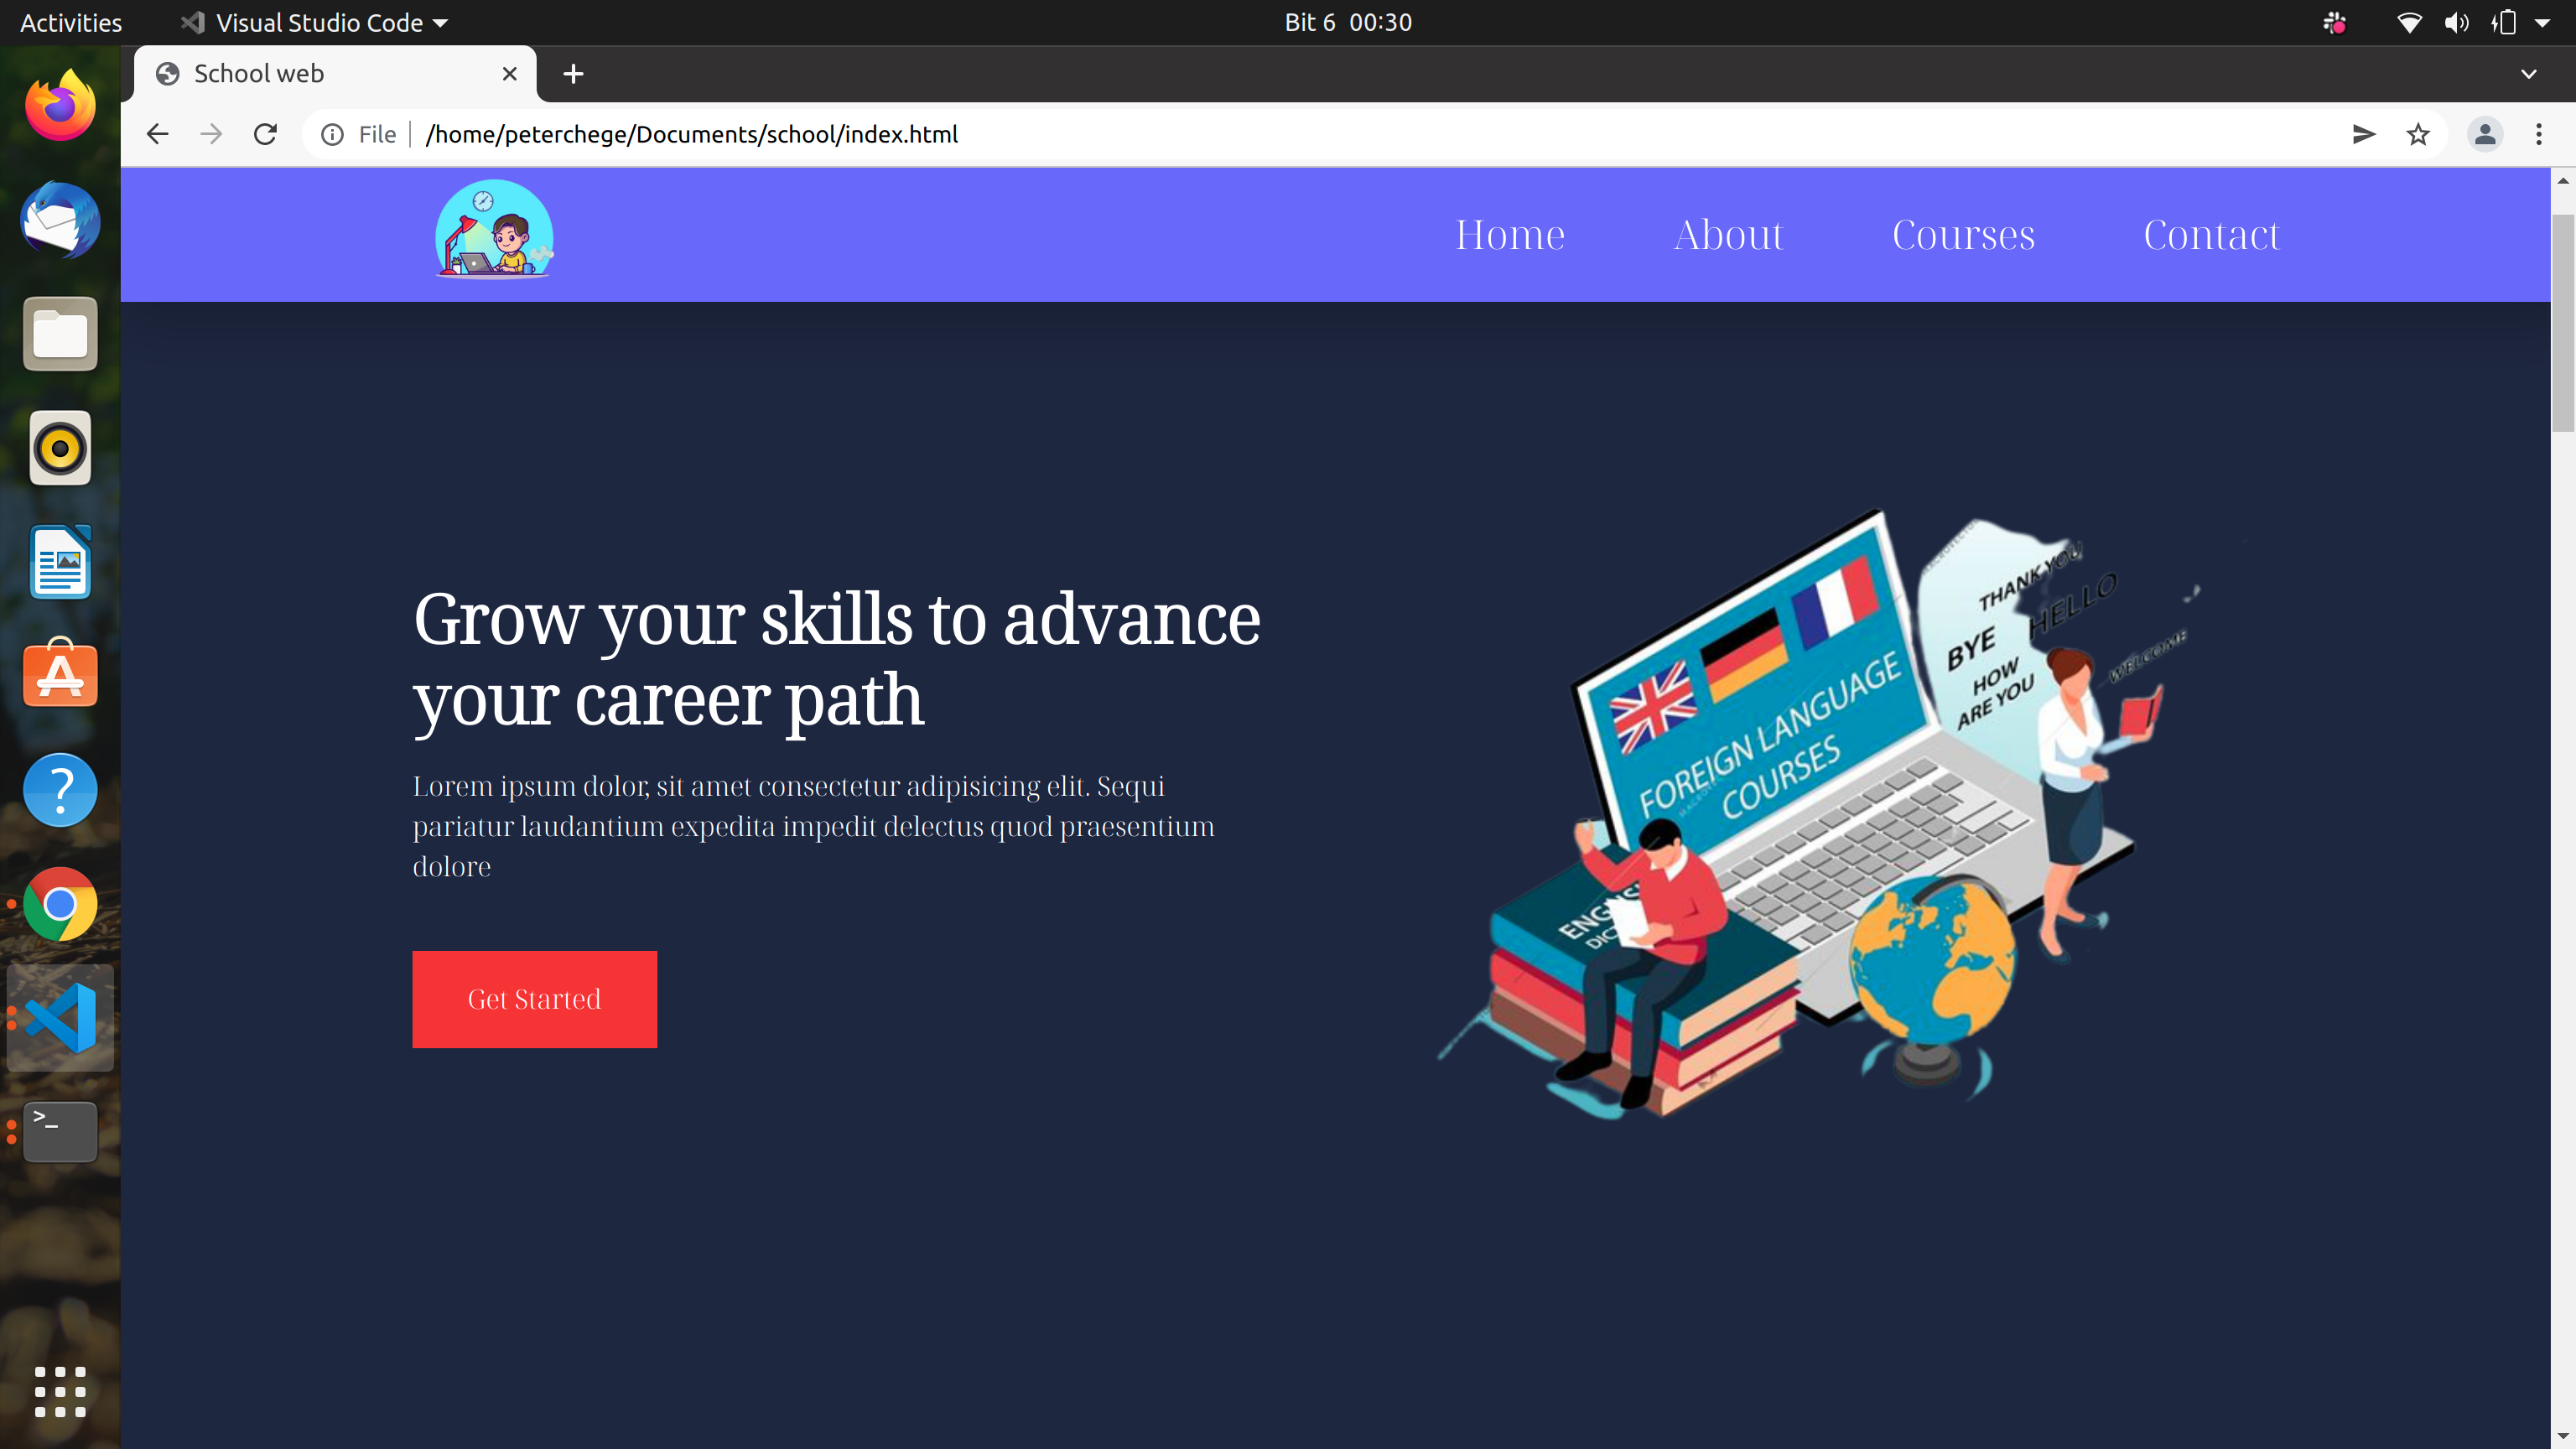 Activities
Visual Studio Code
Bit 6 00:30
School web
File
/home/peterchege/Documents/school/index.html
Home
About
Courses
Contact
Grow your skills to advance
your career path
Lorem ipsum dolor, sit amet consectetur adipisicing elit. Sequi
pariatur laudantium expedita impedit delectus quod praesentium
dolore
Get Started
FOREIGN LANGUAGE
COURSES
THANK YOU
HELLO
BYE
HOW
ARE YOU
WELCOME